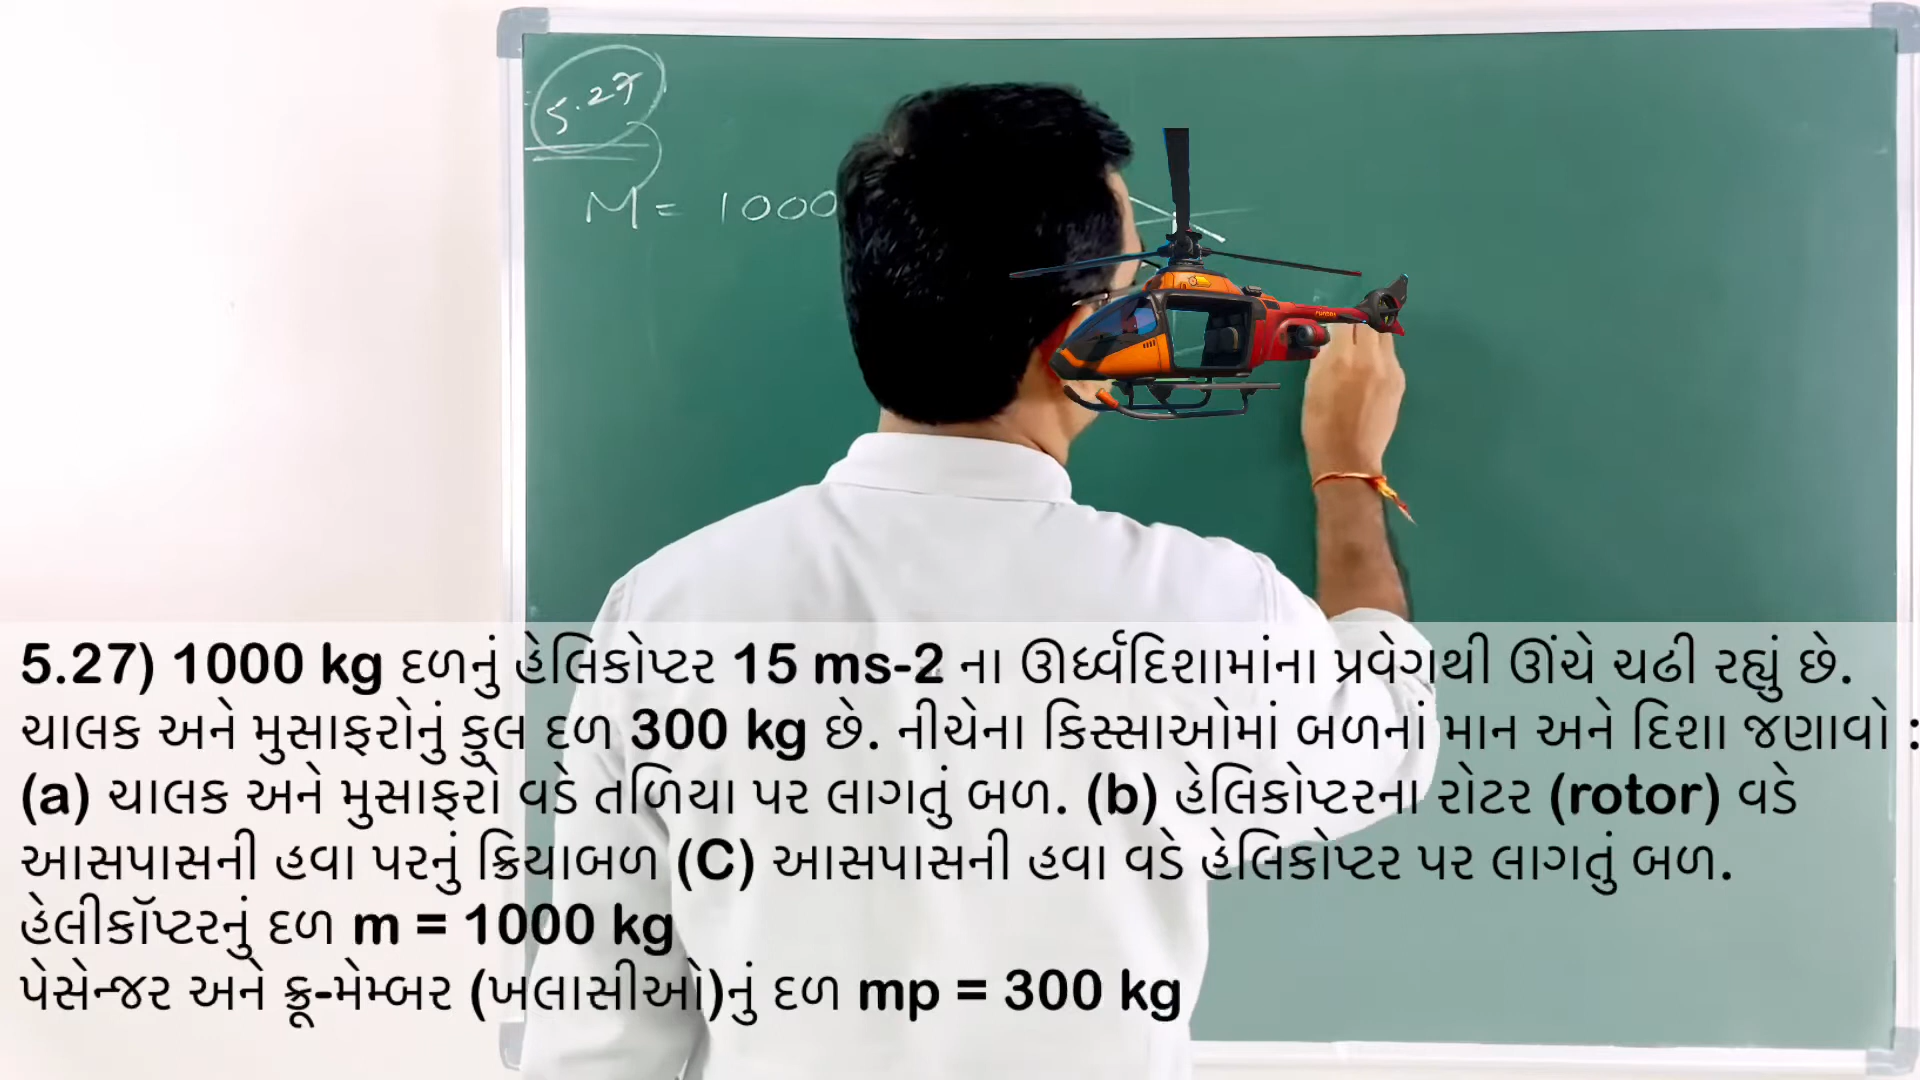 5.27
M = 1000
5.27) 1000 kg દળનું હેલિકોપ્ટર 15 ms-2 ના ઊર્ધ્વદિશામાંના પ્રવેગથી ઊંચે ચઢી રહ્યું છે.
ચાલક અને મુસાફરોનું કુલ દળ 300 kg છે. નીચેના કિસ્સાઓમાં બળનાં માન અને દિશા જણાવો :
(a) ચાલક અને મુસાફરો વડે તળિયા પર લાગતું બળ. (b) હેલિકોપ્ટરના રોટર (rotor) વડે
આસપાસની હવા પરનું ક્રિયાબળ (C) આસપાસની હવા વડે હેલિકોપ્ટર પર લાગતું બળ.
હેલીકૉપ્ટરનું દળ m = 1000 kg
પેસેન્જર અને ક્રૂ-મેમ્બર (ખલાસીઓ)નું દળ mp = 300 kg